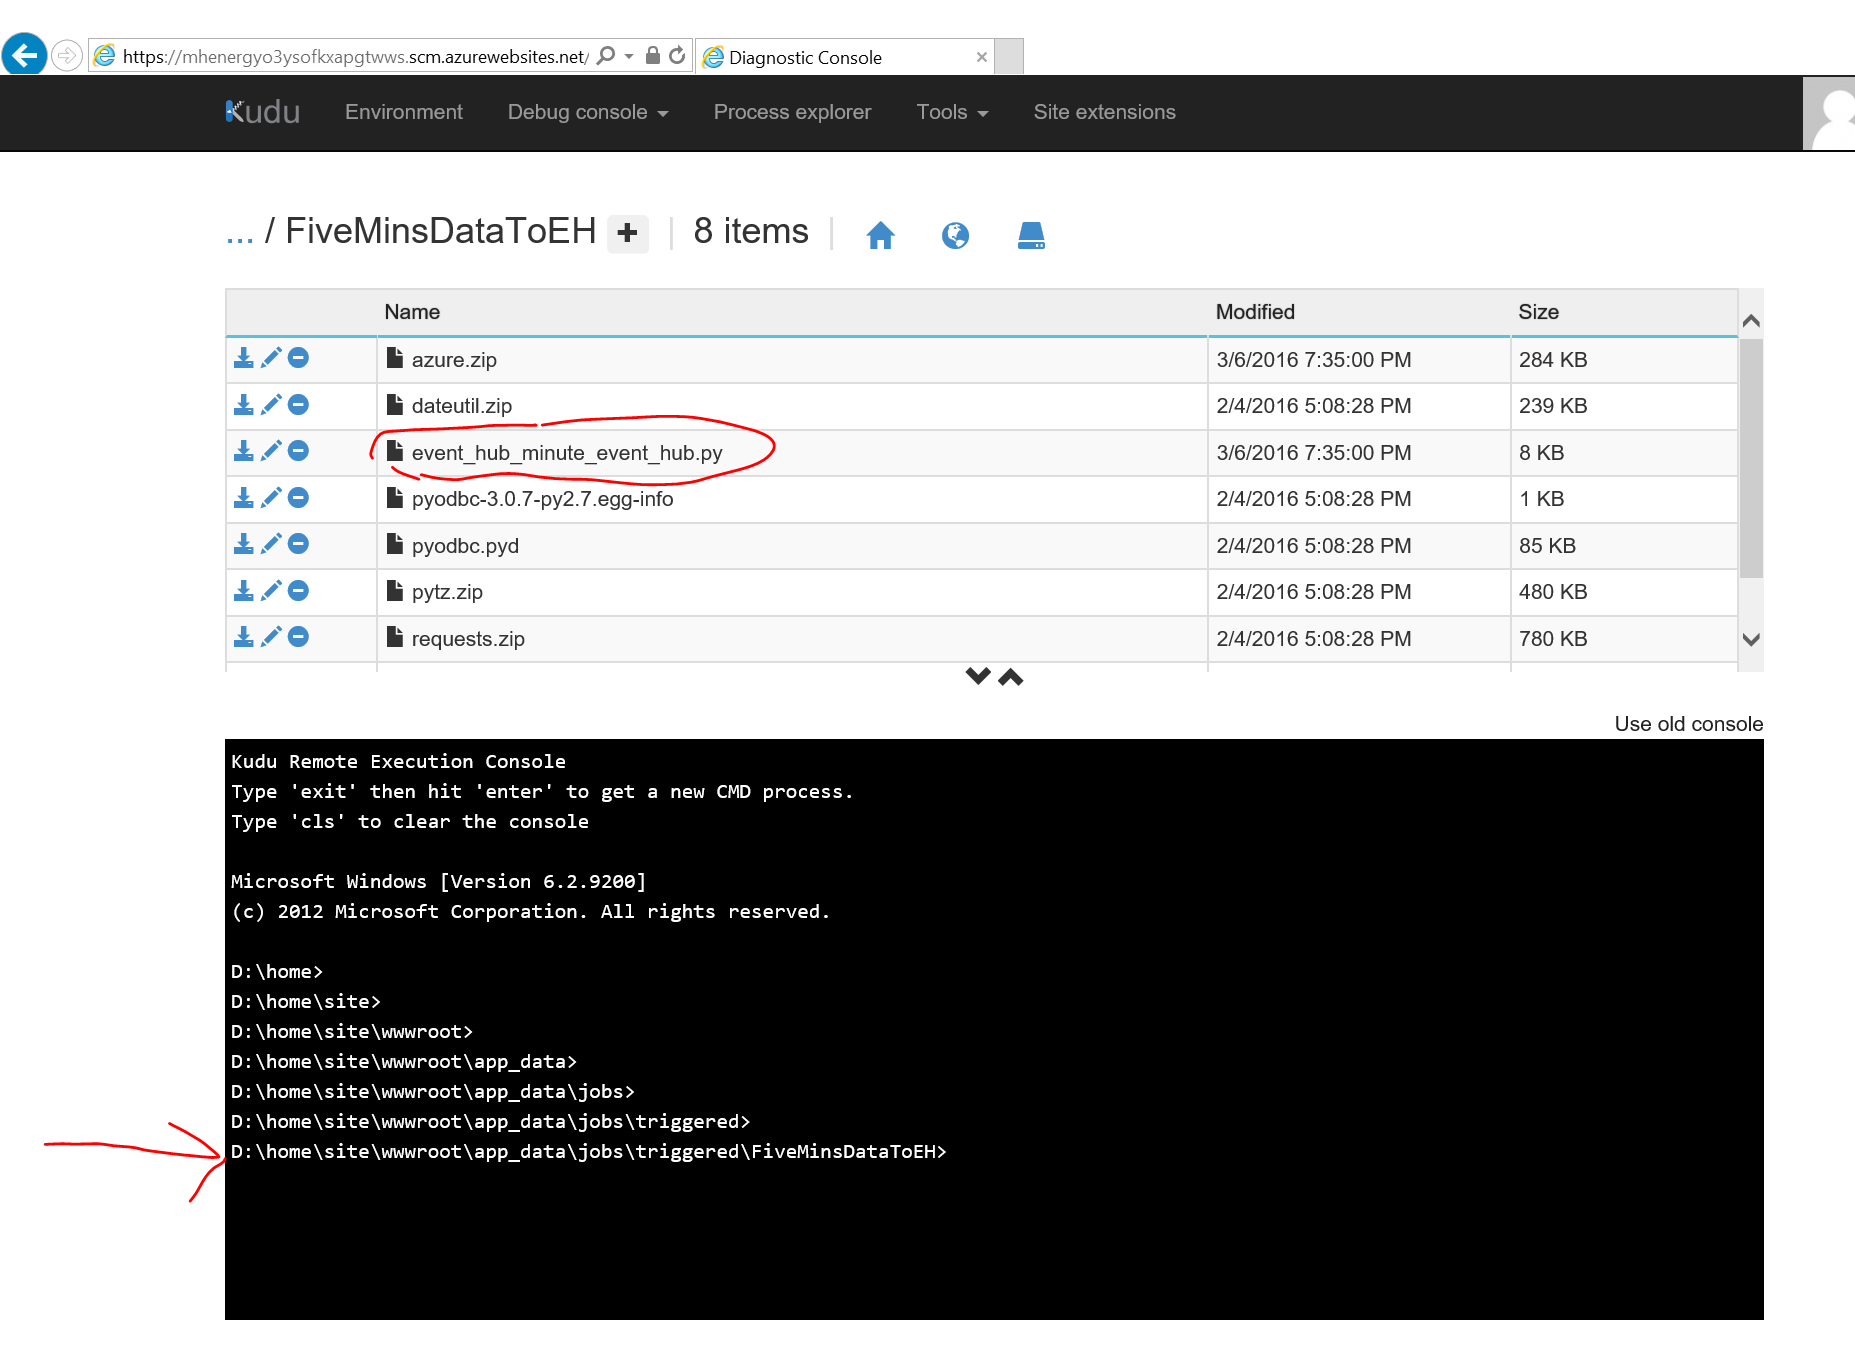 https://mhenergyo3ysofkxapgtwws.scm.azurewebsites.net/ Diagnostic Console ×
Kudu Environment Debug console Process explorer Tools Site extensions
... / FiveMinsDataToEH + 8 items
Name Modified Size
azure.zip 3/6/2016 7:35:00 PM 284 KB
dateutil.zip 2/4/2016 5:08:28 PM 239 KB
event_hub_minute_event_hub.py 3/6/2016 7:35:00 PM 8 KB
pyodbc-3.0.7-py2.7.egg-info 2/4/2016 5:08:28 PM 1 KB
pyodbc.pyd 2/4/2016 5:08:28 PM 85 KB
pytz.zip 2/4/2016 5:08:28 PM 480 KB
requests.zip 2/4/2016 5:08:28 PM 780 KB
Use old console
Kudu Remote Execution Console
Type 'exit' then hit 'enter' to get a new CMD process.
Type 'cls' to clear the console
Microsoft Windows [Version 6.2.9200]
(c) 2012 Microsoft Corporation. All rights reserved.
D:\home>
D:\home\site>
D:\home\site\wwwroot>
D:\home\site\wwwroot\app_data>
D:\home\site\wwwroot\app_data\jobs>
D:\home\site\wwwroot\app_data\jobs\triggered>
D:\home\site\wwwroot\app_data\jobs\triggered\FiveMinsDataToEH>